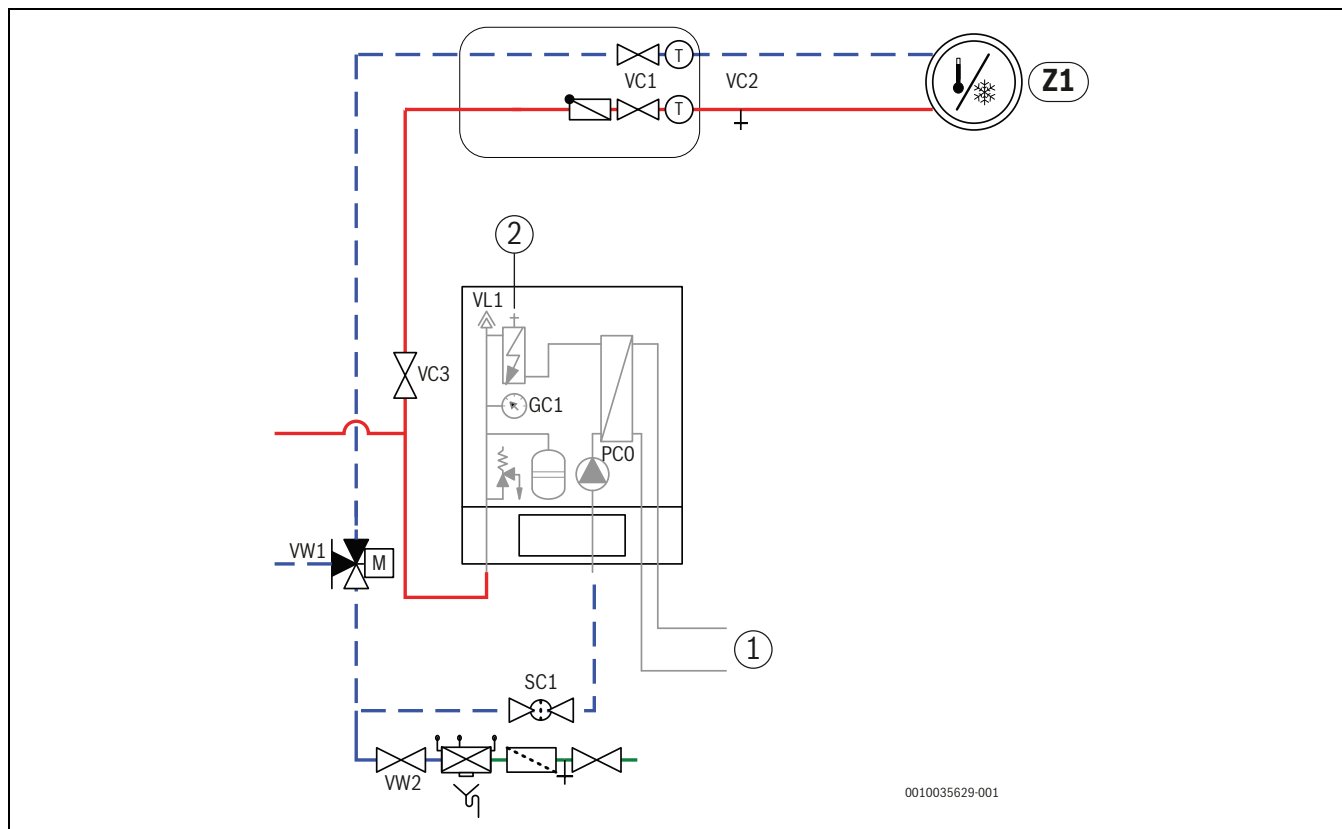 T
VC1
VC2
Z1
T
2
VL1
VC3
GC1
PC0
VW1
M
1
SC1
VW2
0010035629-001